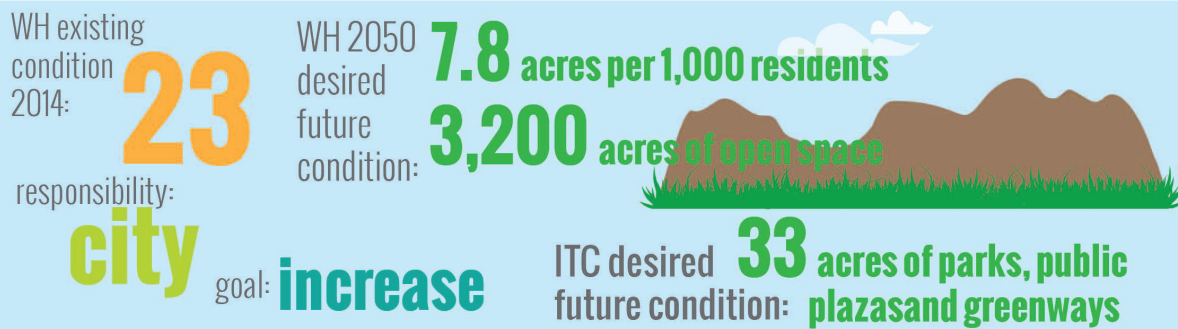 WH existing
condition
2014:
23
responsibility:
city
goal: increase
WH 2050
desired
future
condition:
7.8 acres per 1,000 residents
3,200 acres of open space
ITC desired
future condition:
33 acres of parks, public
plazasand greenways